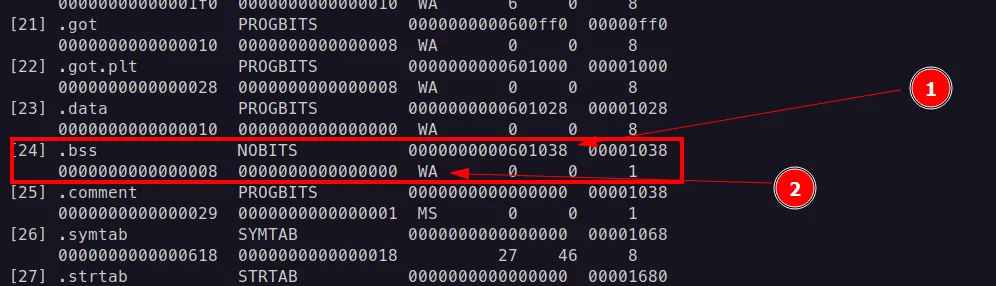 00000000000001f0 0000000000000010 WA 6 0 8
[21] .got PROGBITS 0000000000600ff0 00000ff0
0000000000000010 0000000000000008 WA 0 0 8
[22] .got.plt PROGBITS 0000000000601000 00001000
0000000000000028 0000000000000008 WA 0 0 8
[23] .data PROGBITS 0000000000601028 00001028
0000000000000010 0000000000000000 WA 0 0 8
1
[24] .bss NOBITS 0000000000601038 00001038
0000000000000008 0000000000000000 WA 0 0 1
2
[25] .comment PROGBITS 0000000000000000 00001038
0000000000000029 0000000000000001 MS 0 0 1
[26] .symtab SYMTAB 0000000000000000 00001068
0000000000000618 0000000000000018 27 46 8
[27] .strtab STRTAB 0000000000000000 00001680